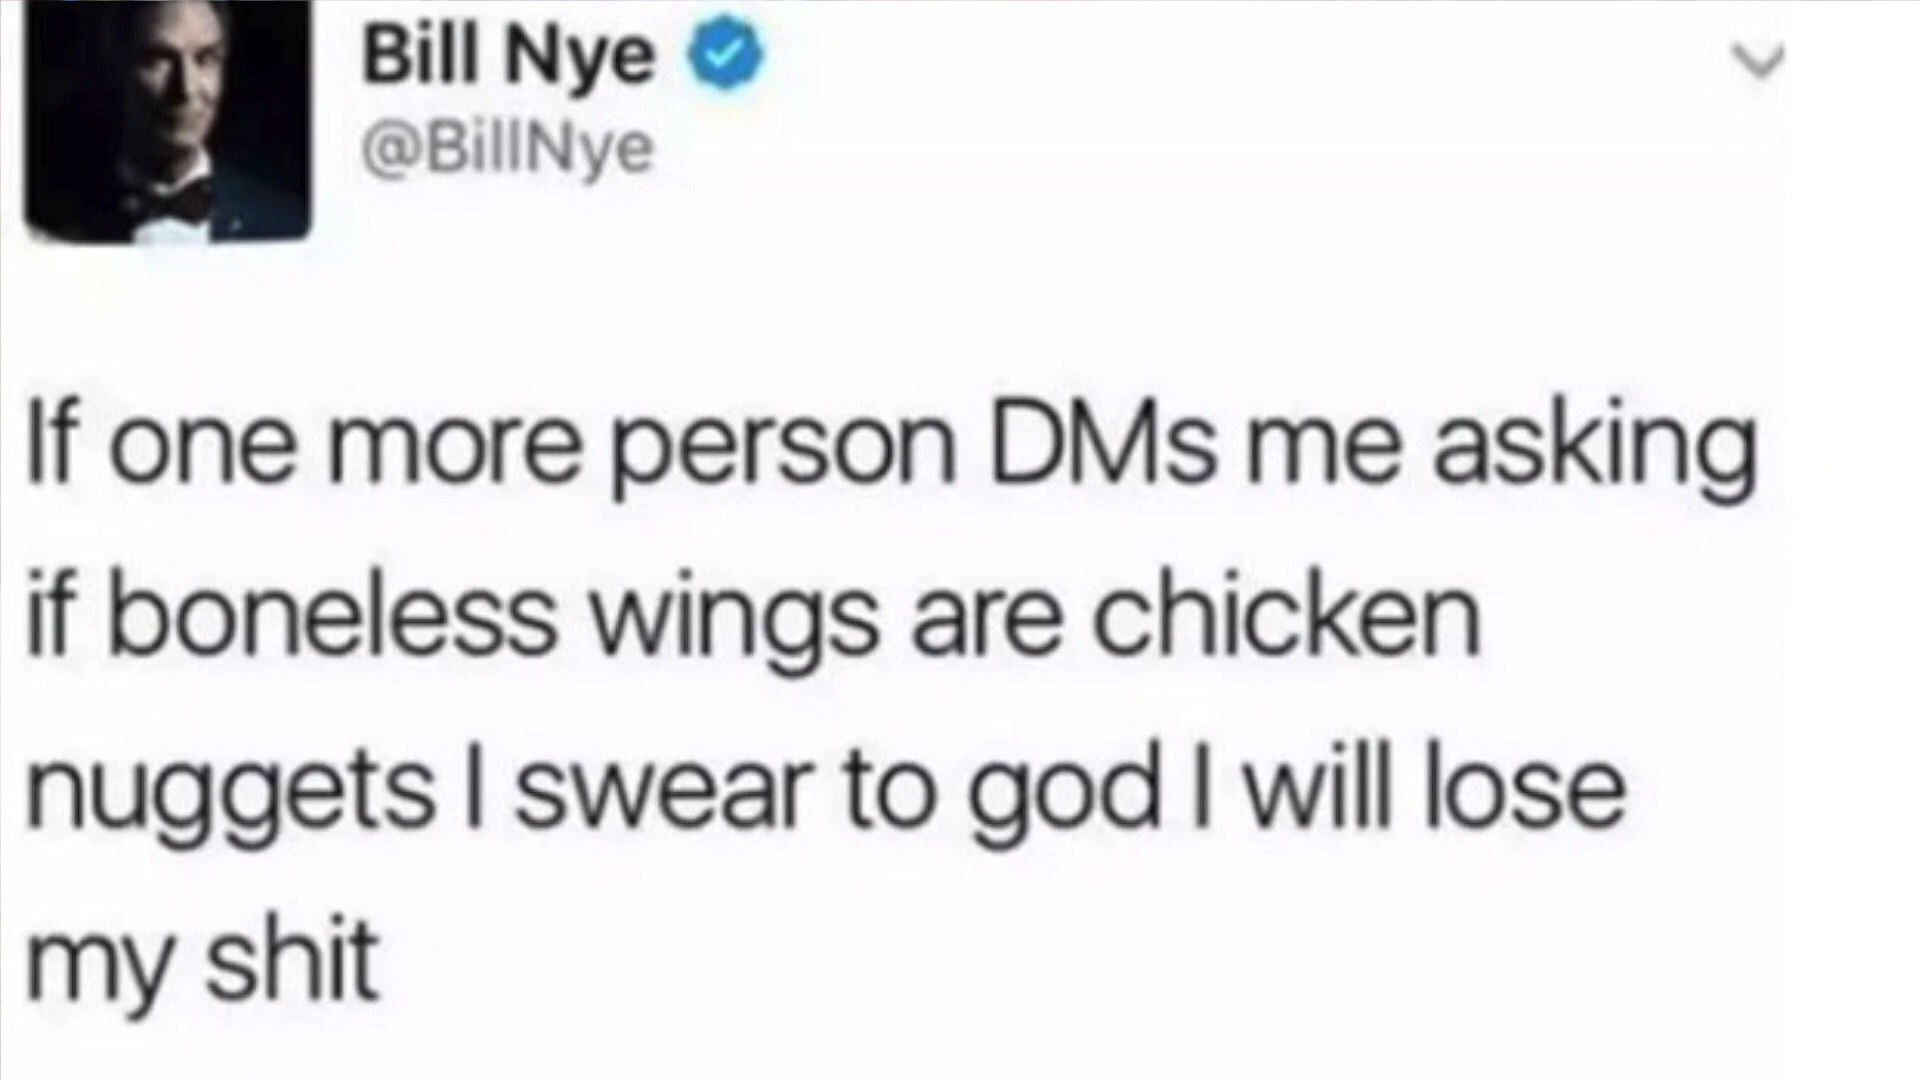 Bill Nye
@BillNye
If one more person DMs me asking
if boneless wings are chicken
nuggets I swear to god I will lose
my shit